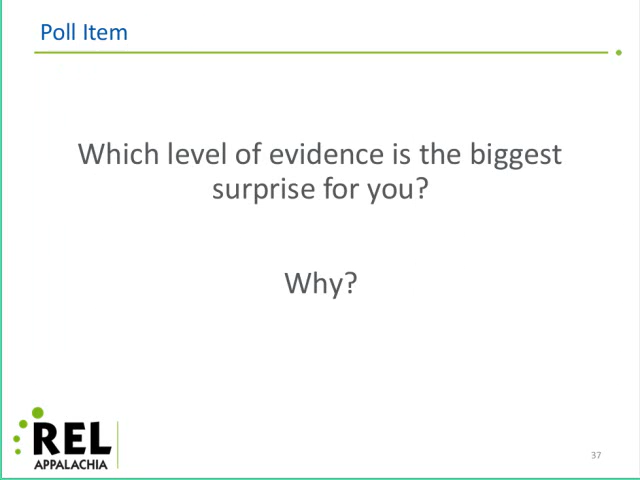 Poll Item
Which level of evidence is the biggest
surprise for you?
Why?
REL
APPALACHIA
37